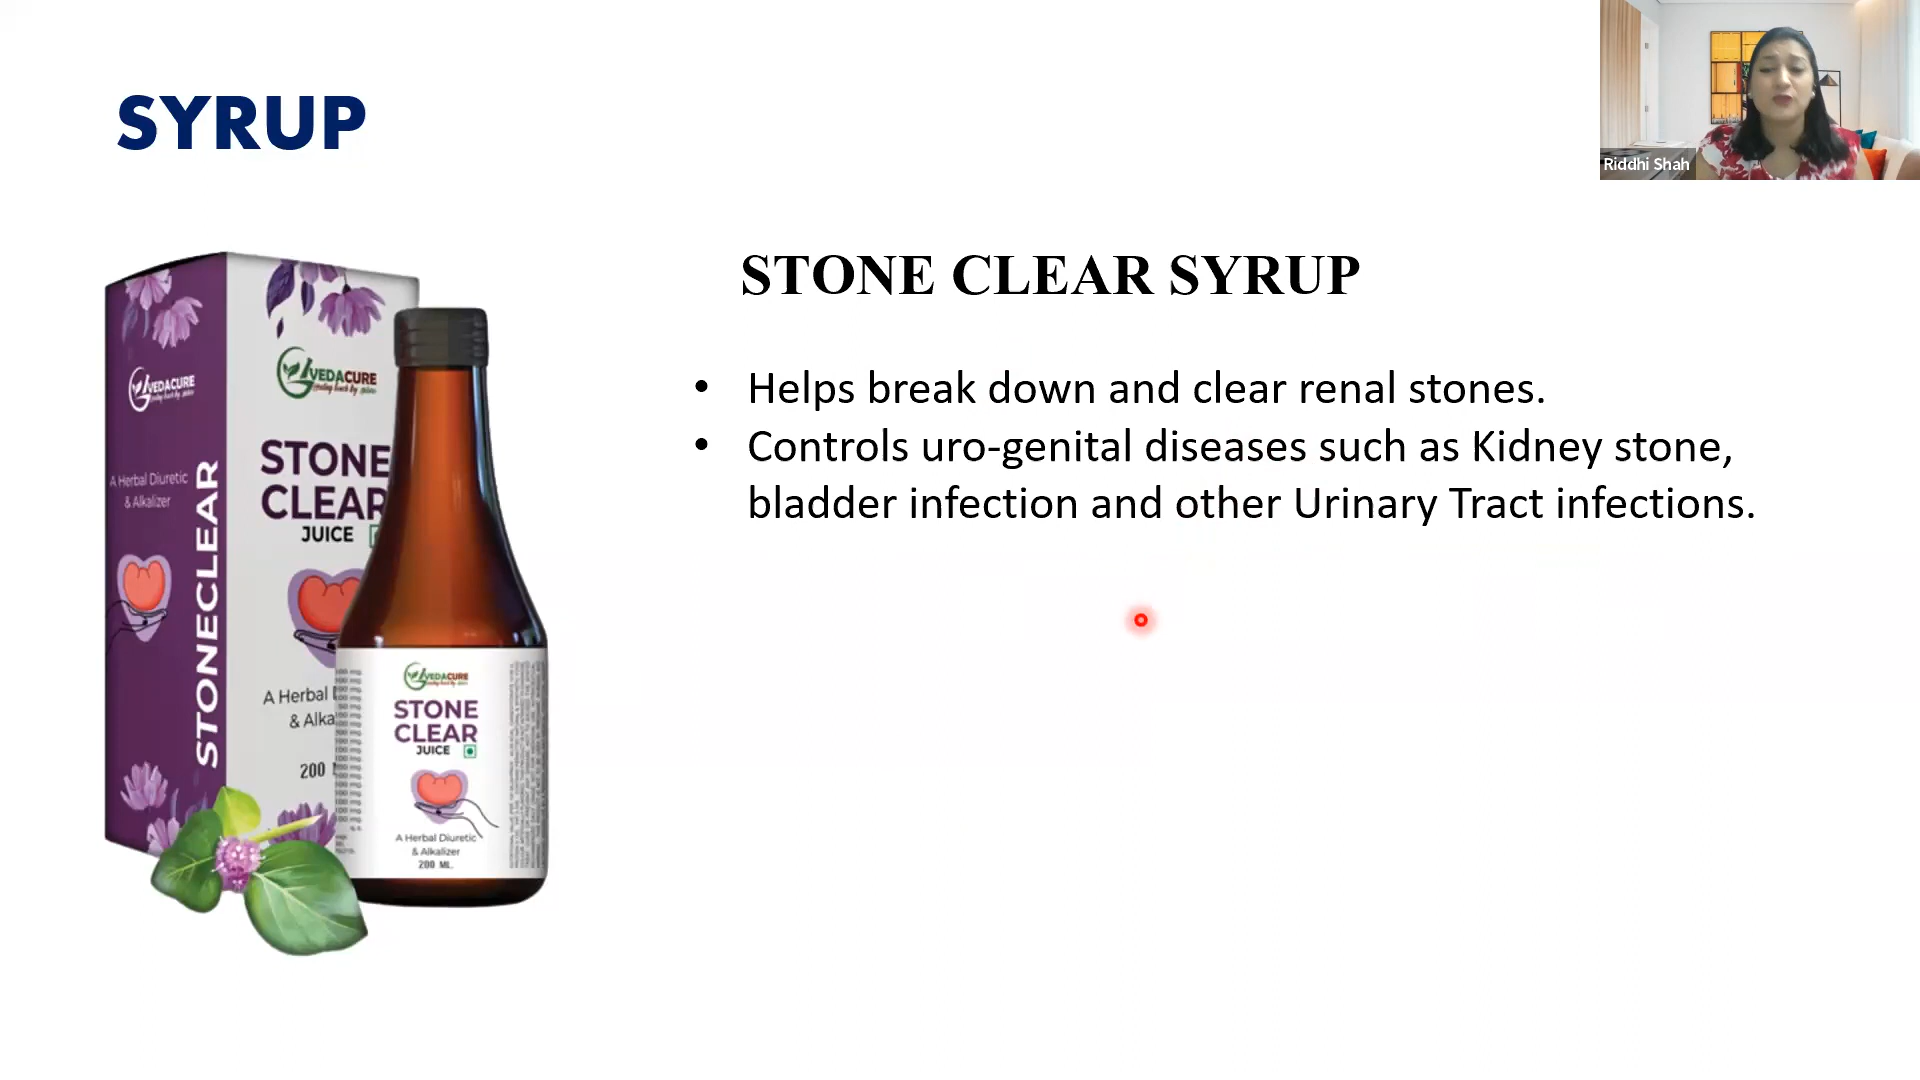 SYRUP
Riddhi Shah
STONE CLEAR SYRUP
• Helps break down and clear renal stones.
• Controls uro-genital diseases such as Kidney stone,
bladder infection and other Urinary Tract infections.
VEDACURE
A Herbal Diuretic
& Alkalizer
STONECLEAR
VEDACURE
STONE
CLEAR
JUICE
A Herbal
& Alka
200
VEDACURE
STONE
CLEAR
JUICE
A Herbal Diuretic
& Alkalizer
200 ML.